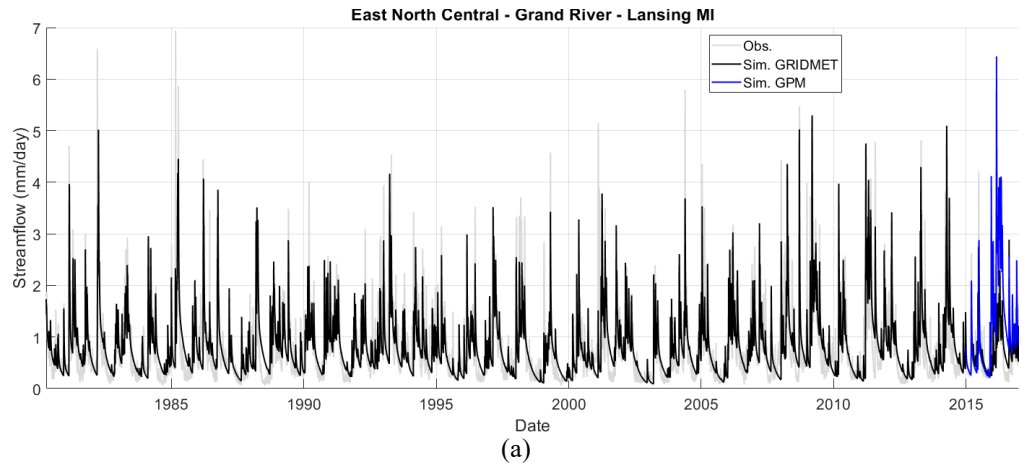 East North Central - Grand River - Lansing MI
Obs.
Sim. GRIDMET
Sim. GPM
Streamflow (mm/day)
7
6
5
4
3
2
1
0
1985 1990 1995 2000 2005 2010 2015
Date
(a)